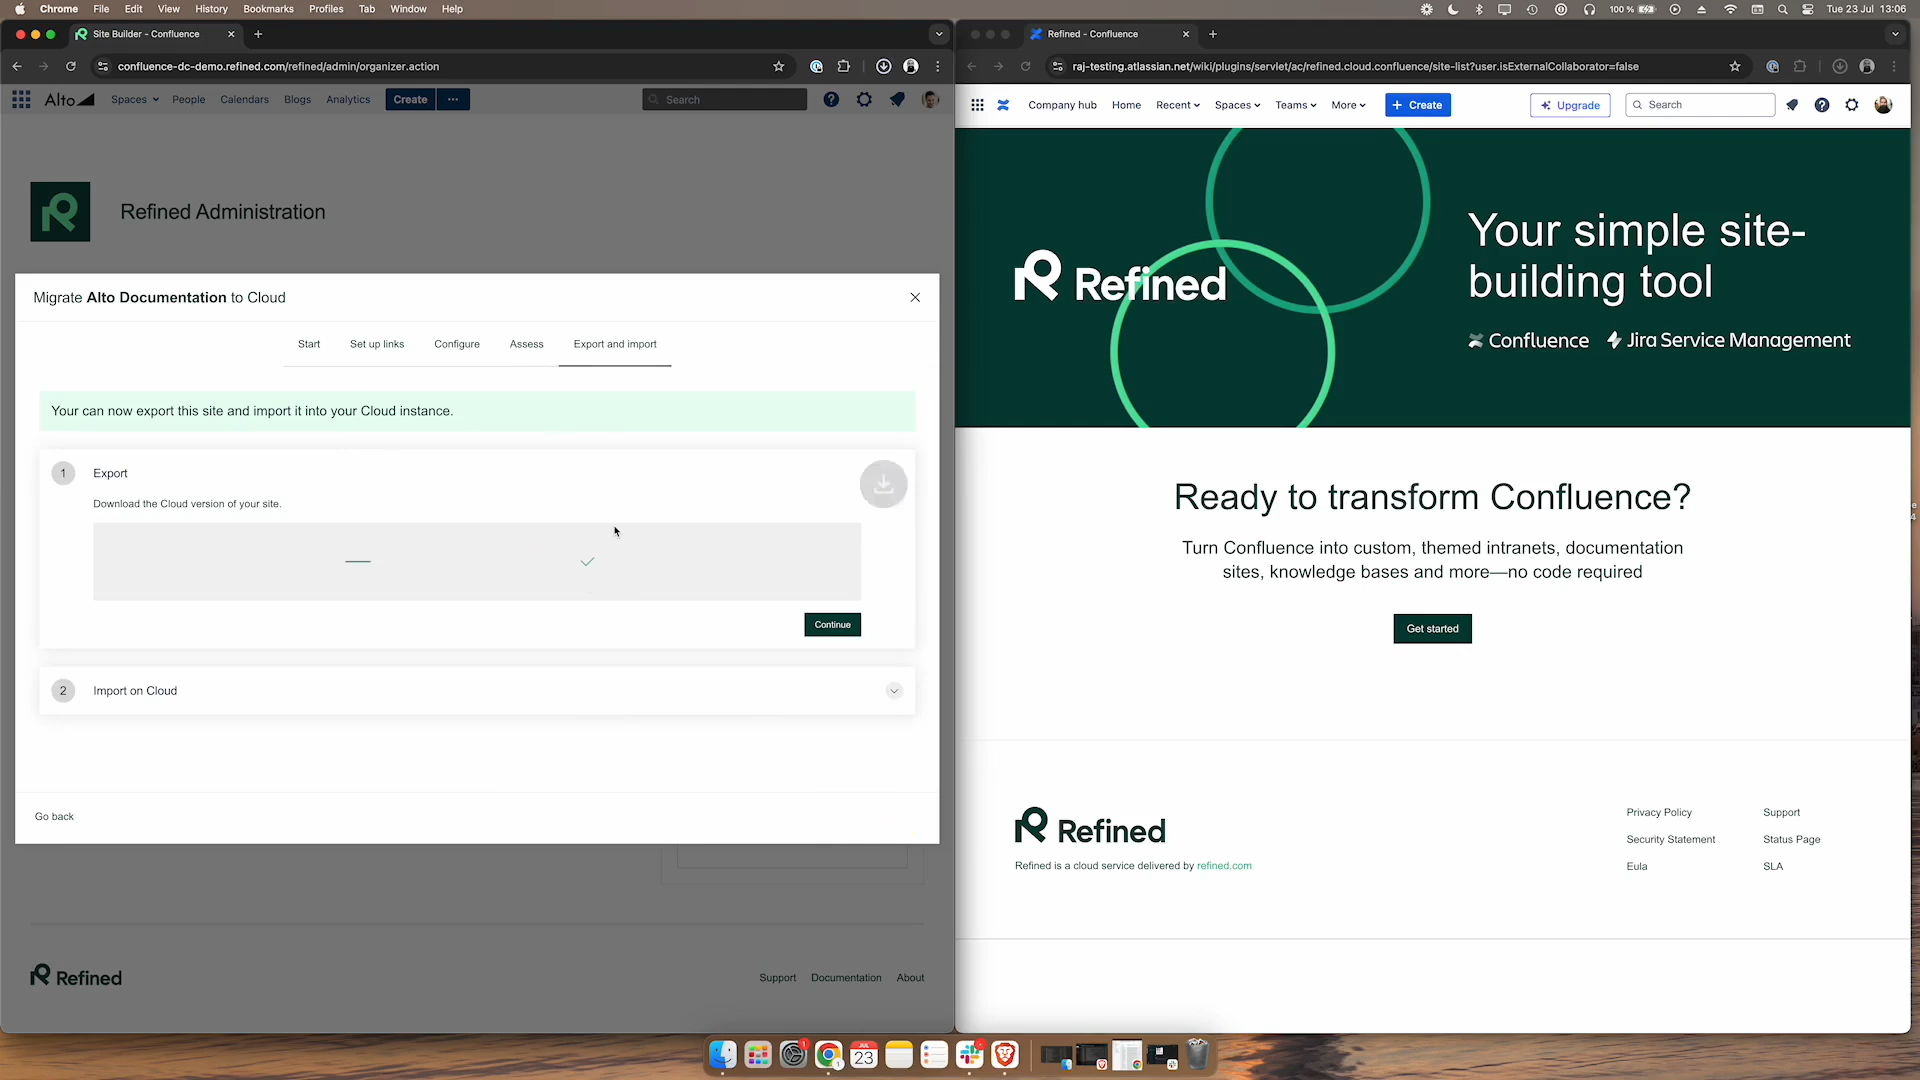 Chrome File Edit View History Bookmarks Profiles Tab Window Help
100 % Tue 23 Jul 13:06
Site Builder - Confluence
confluence-dc-demo.refined.com/refined/admin/organizer.action
Alto Spaces People Calendars Blogs Analytics Create Search
Refined Administration
Migrate Alto Documentation to Cloud
Start Set up links Configure Assess Export and import
Your can now export this site and import it into your Cloud instance.
1 Export
Download the Cloud version of your site.
Continue
2 Import on Cloud
Go back
Refined
Support Documentation About
Refined - Confluence
raj-testing.atlassian.net/wiki/plugins/servlet/ac/refined.cloud.confluence/site-list?user.isExternalCollaborator=false
Company hub Home Recent Spaces Teams More + Create Upgrade Search
Refined
Your simple site-
building tool
Confluence Jira Service Management
Ready to transform Confluence?
Turn Confluence into custom, themed intranets, documentation
sites, knowledge bases and more—no code required
Get started
Refined
Refined is a cloud service delivered by refined.com
Privacy Policy Support
Security Statement Status Page
Eula SLA
JUL
23